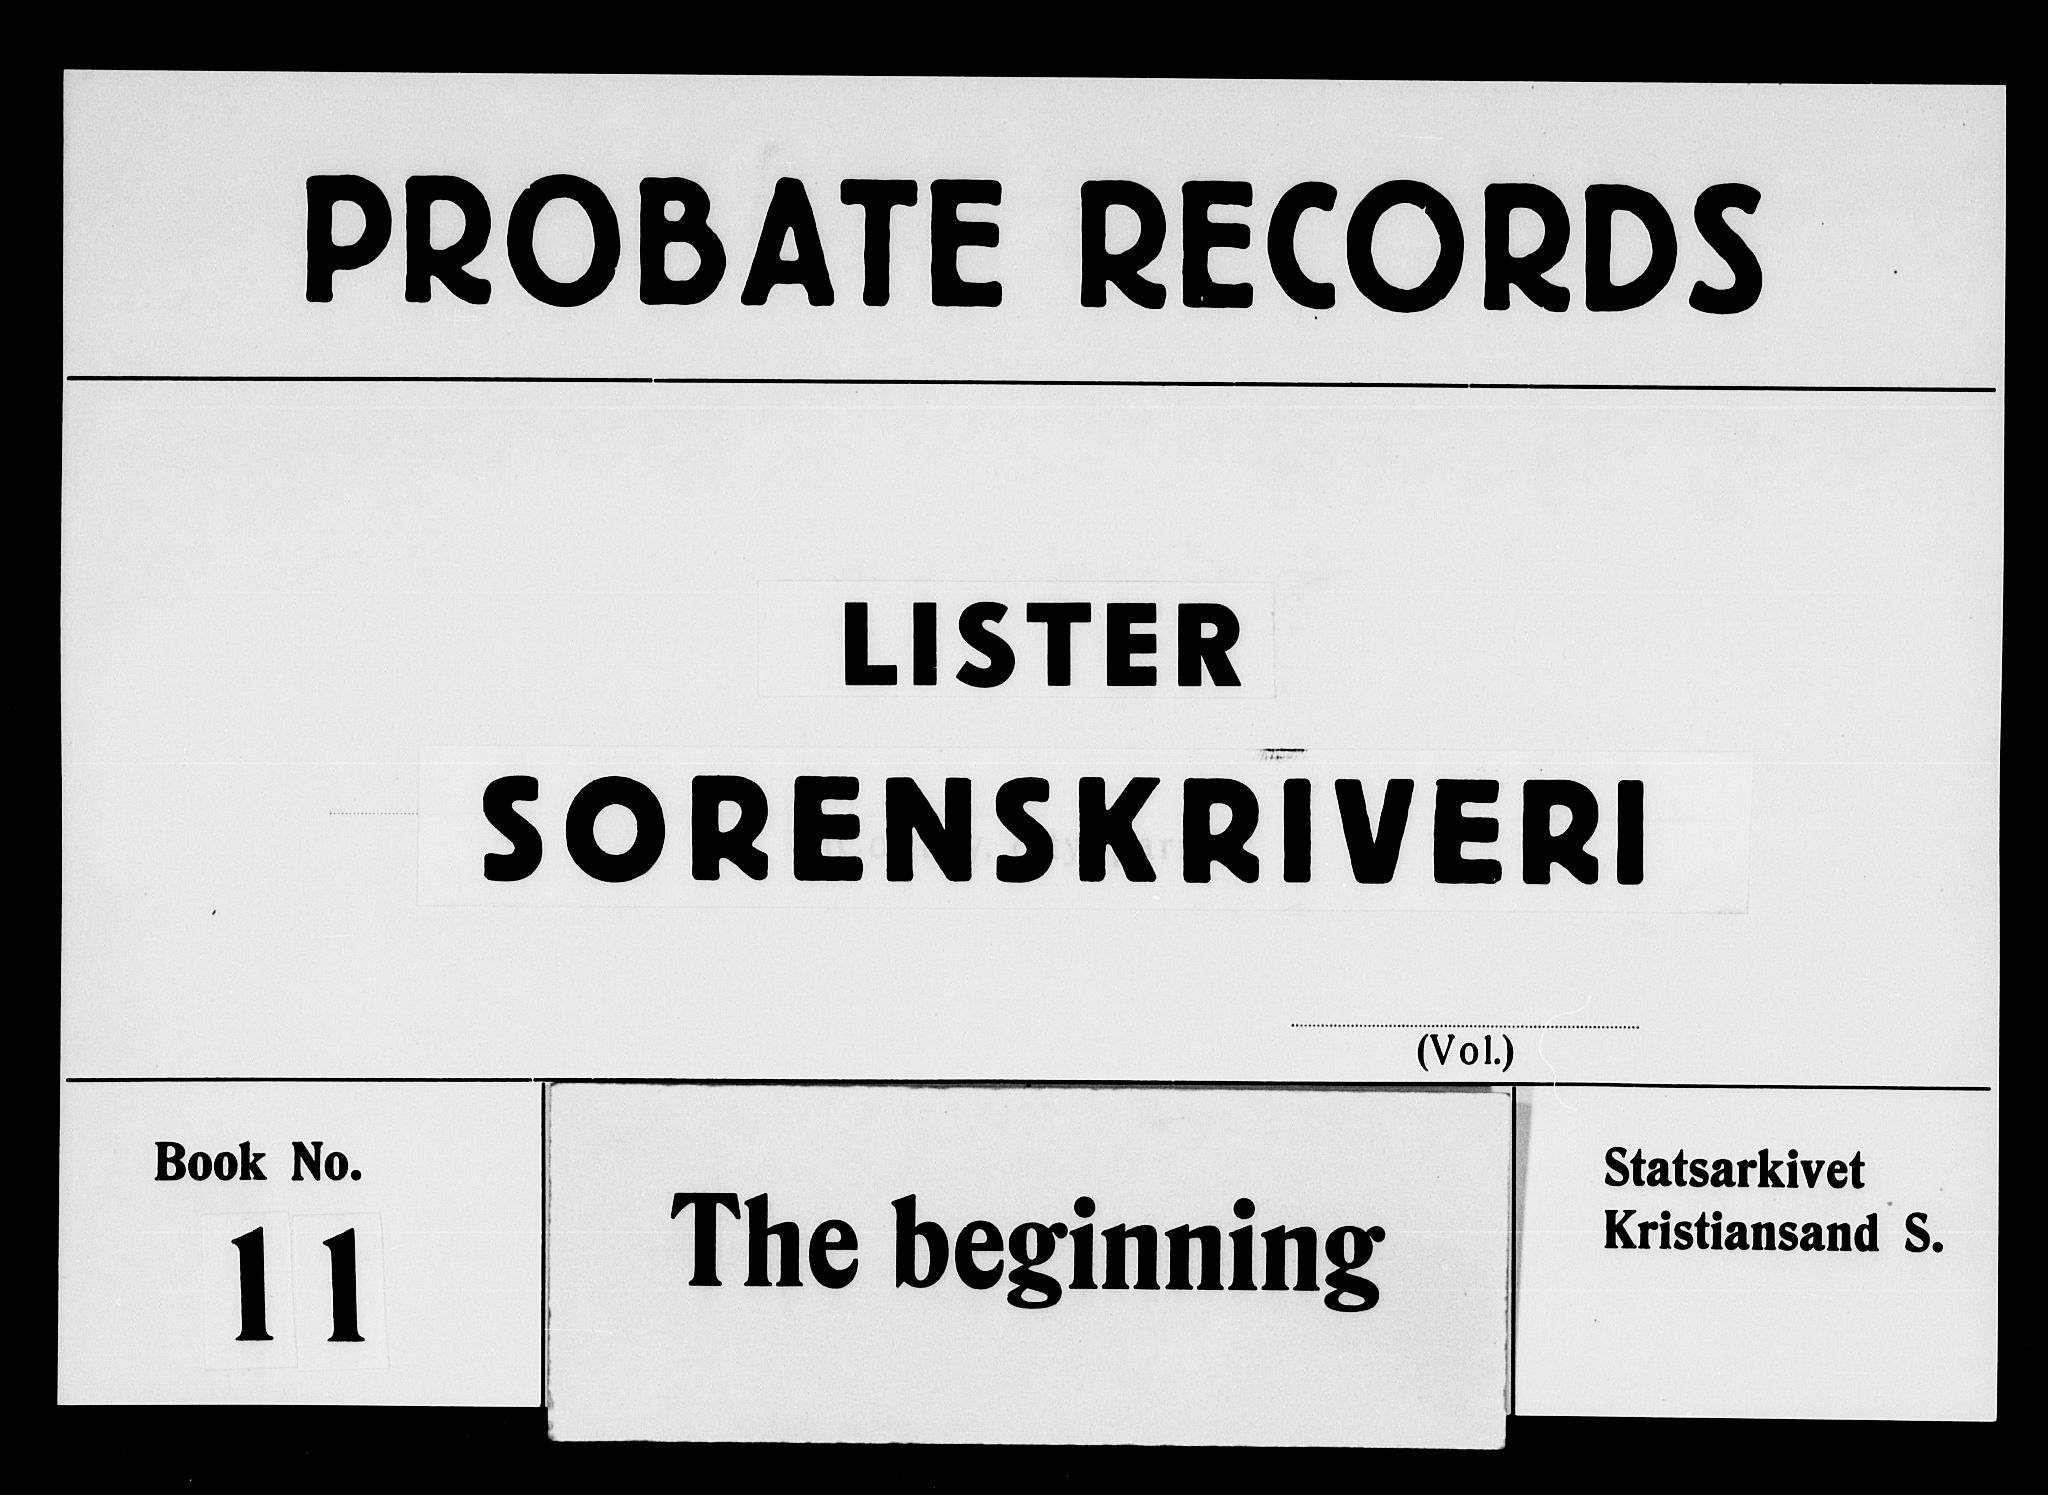 PROBATE RECORDS
LISTER
SORENSKRIVERI
(Vol.)
Book No.
11
The beginning
Statsarkivet
Kristiansand S.